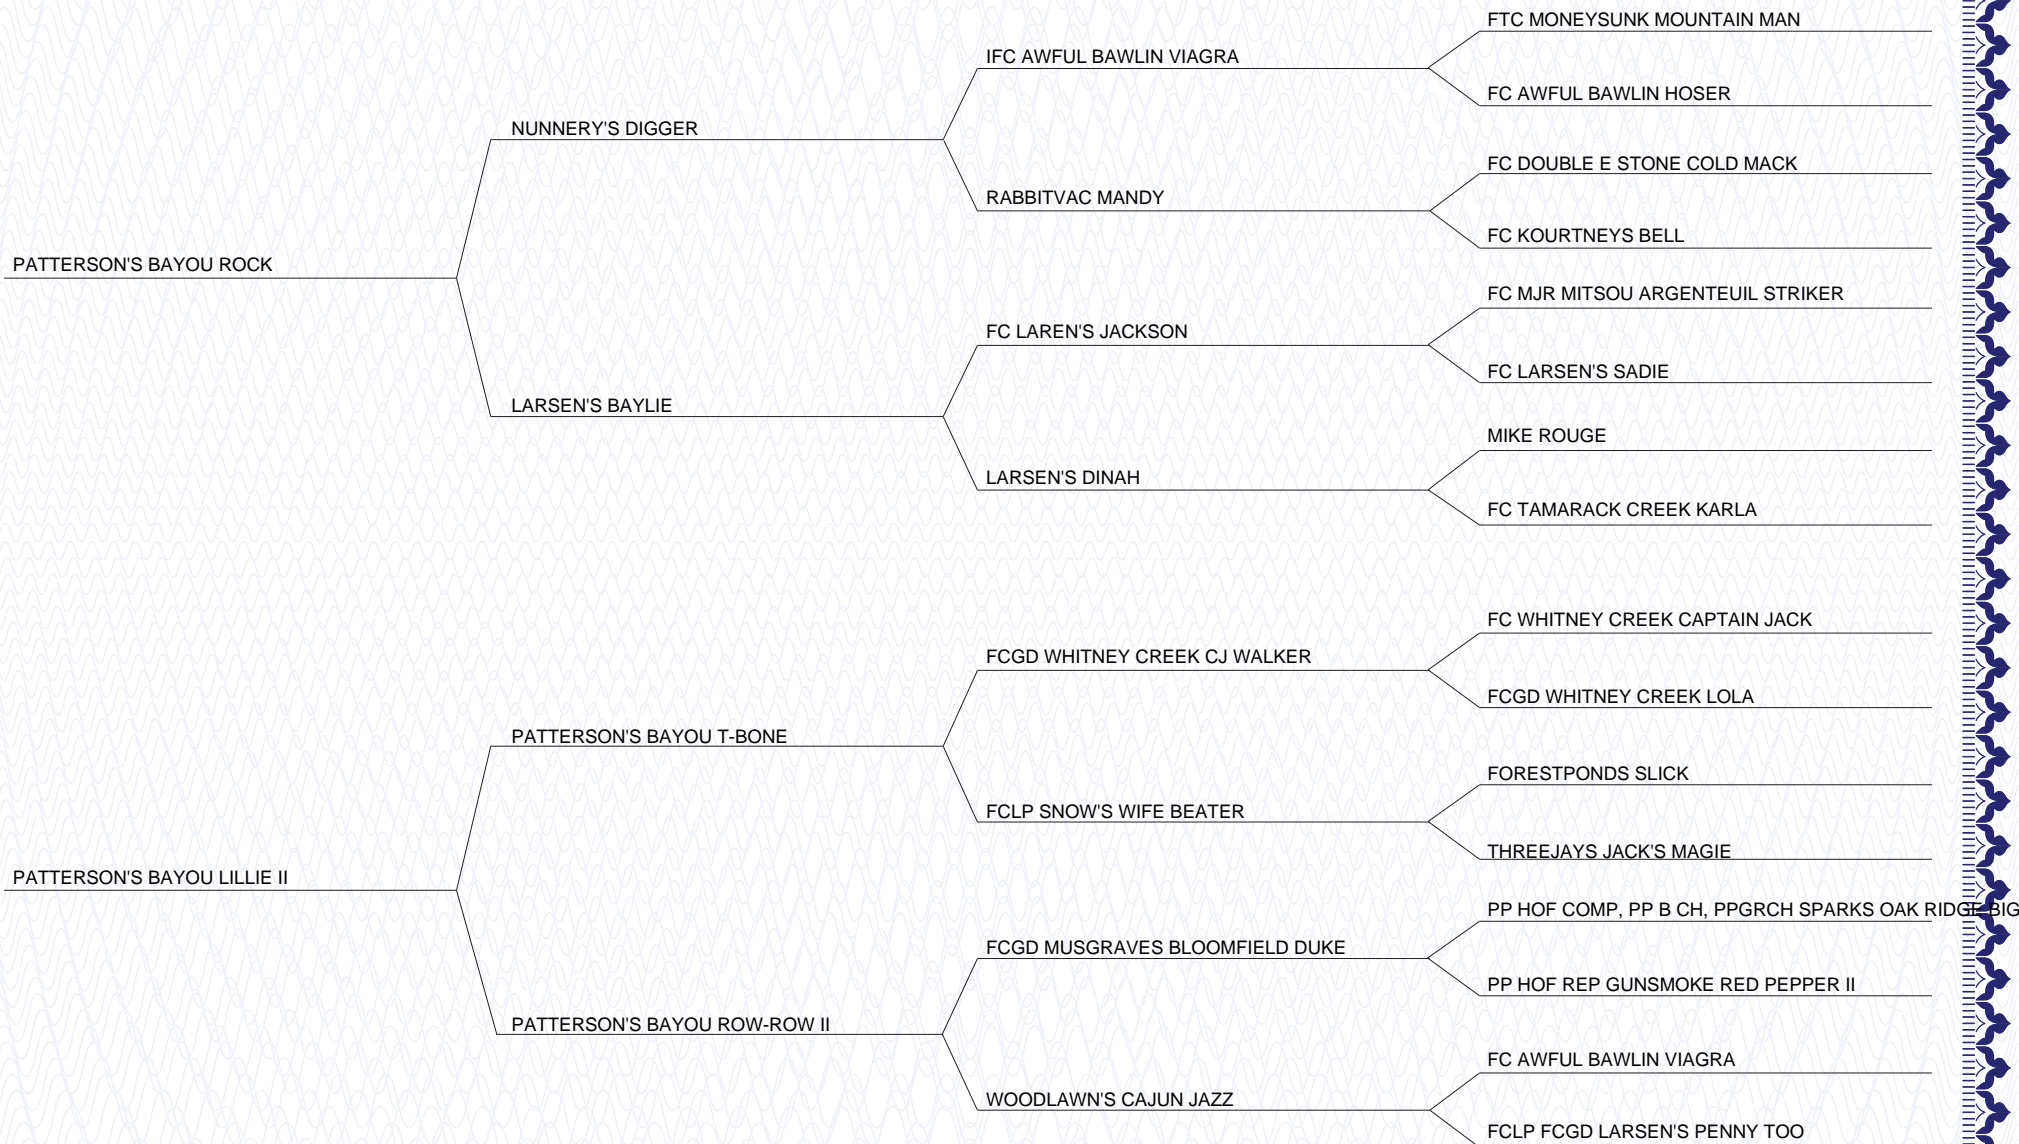 FTC MONEYSUNK MOUNTAIN MAN
IFC AWFUL BAWLIN VIAGRA
FC AWFUL BAWLIN HOSER
NUNNERY'S DIGGER
FC DOUBLE E STONE COLD MACK
RABBITVAC MANDY
FC KOURTNEYS BELL
PATTERSON'S BAYOU ROCK
FC MJR MITSOU ARGENTEUIL STRIKER
FC LAREN'S JACKSON
FC LARSEN'S SADIE
LARSEN'S BAYLIE
MIKE ROUGE
LARSEN'S DINAH
FC TAMARACK CREEK KARLA
FC WHITNEY CREEK CAPTAIN JACK
FCGD WHITNEY CREEK CJ WALKER
FCGD WHITNEY CREEK LOLA
PATTERSON'S BAYOU T-BONE
FORESTPONDS SLICK
FCLP SNOW'S WIFE BEATER
THREEJAYS JACK'S MAGIE
PATTERSON'S BAYOU LILLIE II
PP HOF COMP, PP B CH, PPGRCH SPARKS OAK RIDGE BIG
FCGD MUSGRAVES BLOOMFIELD DUKE
PP HOF REP GUNSMOKE RED PEPPER II
PATTERSON'S BAYOU ROW-ROW II
FC AWFUL BAWLIN VIAGRA
WOODLAWN'S CAJUN JAZZ
FCLP FCGD LARSEN'S PENNY TOO